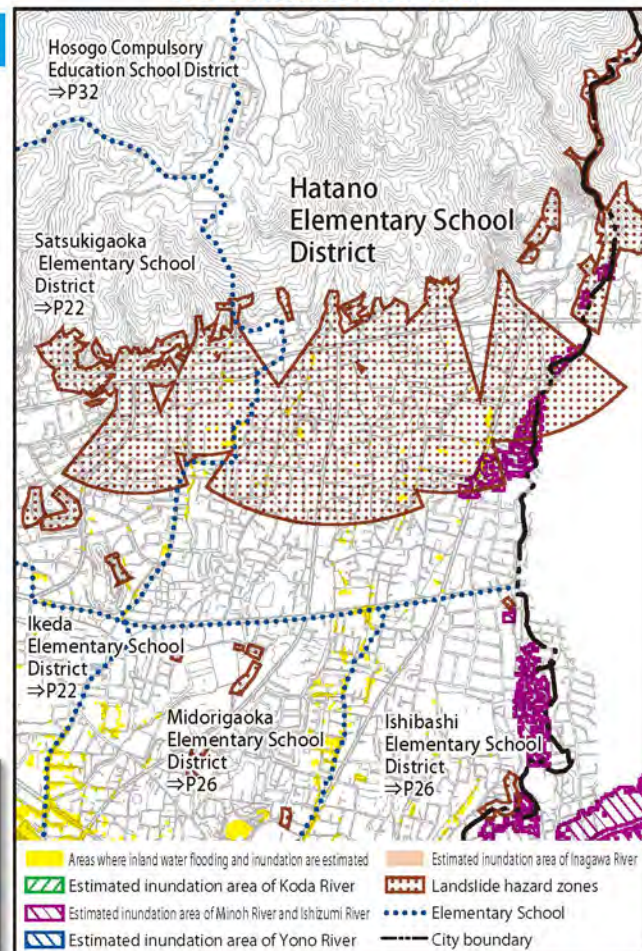 Hosogo Compulsory
Education School District
⇒P32
Hatano
Elementary School
District
Satsukigaoka
Elementary School
District
⇒P22
Ikeda
Elementary School
District
⇒P22
Midorigaoka
Elementary School
District
⇒P26
Ishibashi
Elementary School
District
⇒P26
Areas where inland water flooding and inundation are estimated
Estimated inundation area of Inagawa River
Estimated inundation area of Koda River
Landslide hazard zones
Estimated inundation area of Minoh River and Ishizumi River
Elementary School
Estimated inundation area of Yono River
City boundary